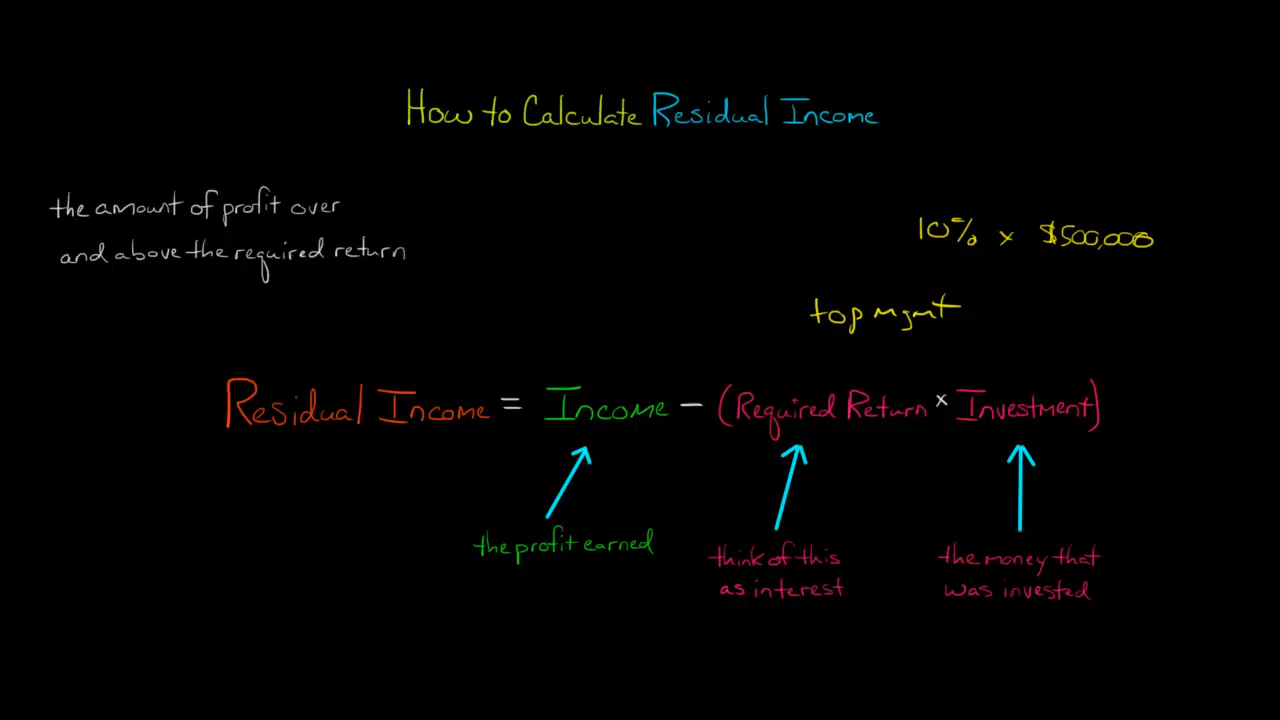 How to Calculate Residual Income
the amount of profit over
and above the required return
10% x $500,000
top mgmt
Residual Income = Income - (Required Return x Investment)
the profit earned
think of this
as interest
the money that
was invested